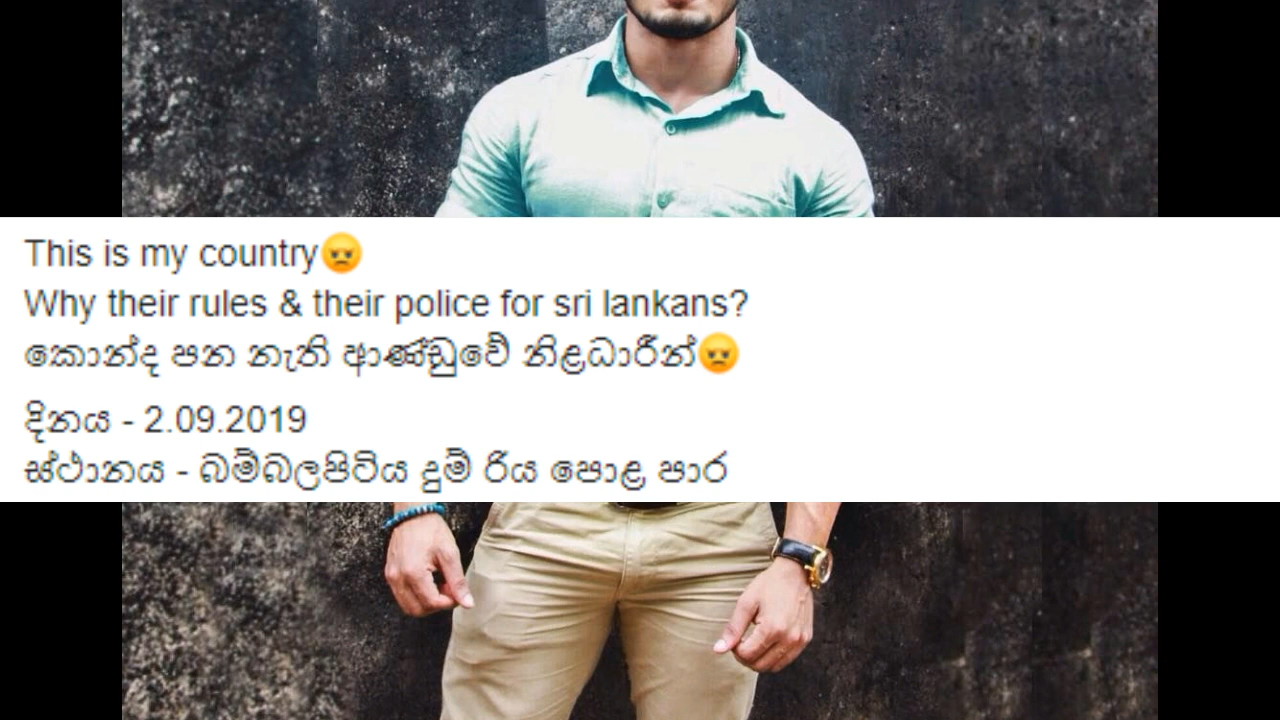 This is my country😡
Why their rules & their police for sri lankans?
කොන්ද පන නැති ආණ්ඩුවේ නිළධාරීන්😡
දිනය - 2.09.2019
ස්ථානය - බම්බලපිටිය දුම් රිය පොළ පාර